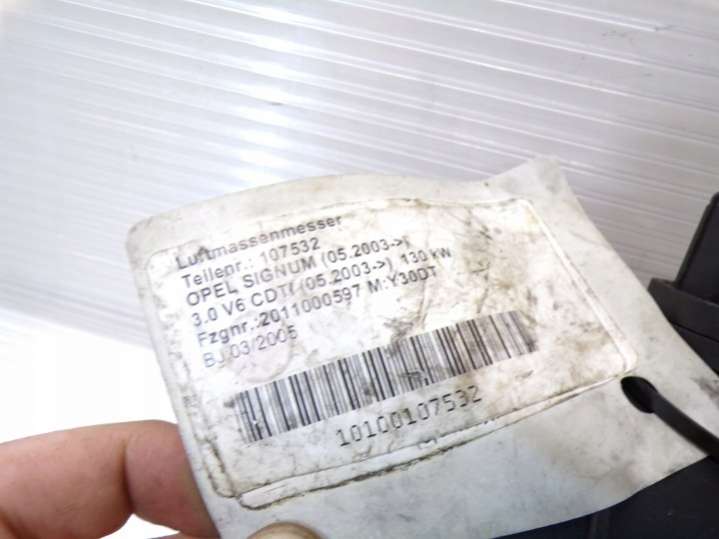 Luftmassenmesser
Teilenr.: 107532
OPEL SIGNUM (05.2003->)
3.0 V6 CDTI (05.2003->) 130 kW
Fzgnr.:2011000597 M:Y30DT
BJ.03/2005
10100107532